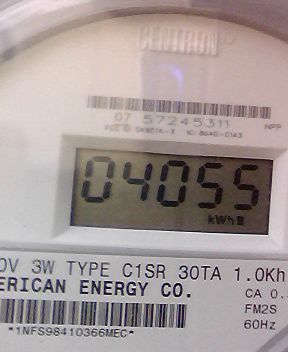 CENTRON
07 57245311
NPP
04055
kWh
0V 3W TYPE C1SR 30TA 1.0Kh
ERICAN ENERGY CO.
CA 0.
FM2S
60Hz
*1NFS98410366MEC*